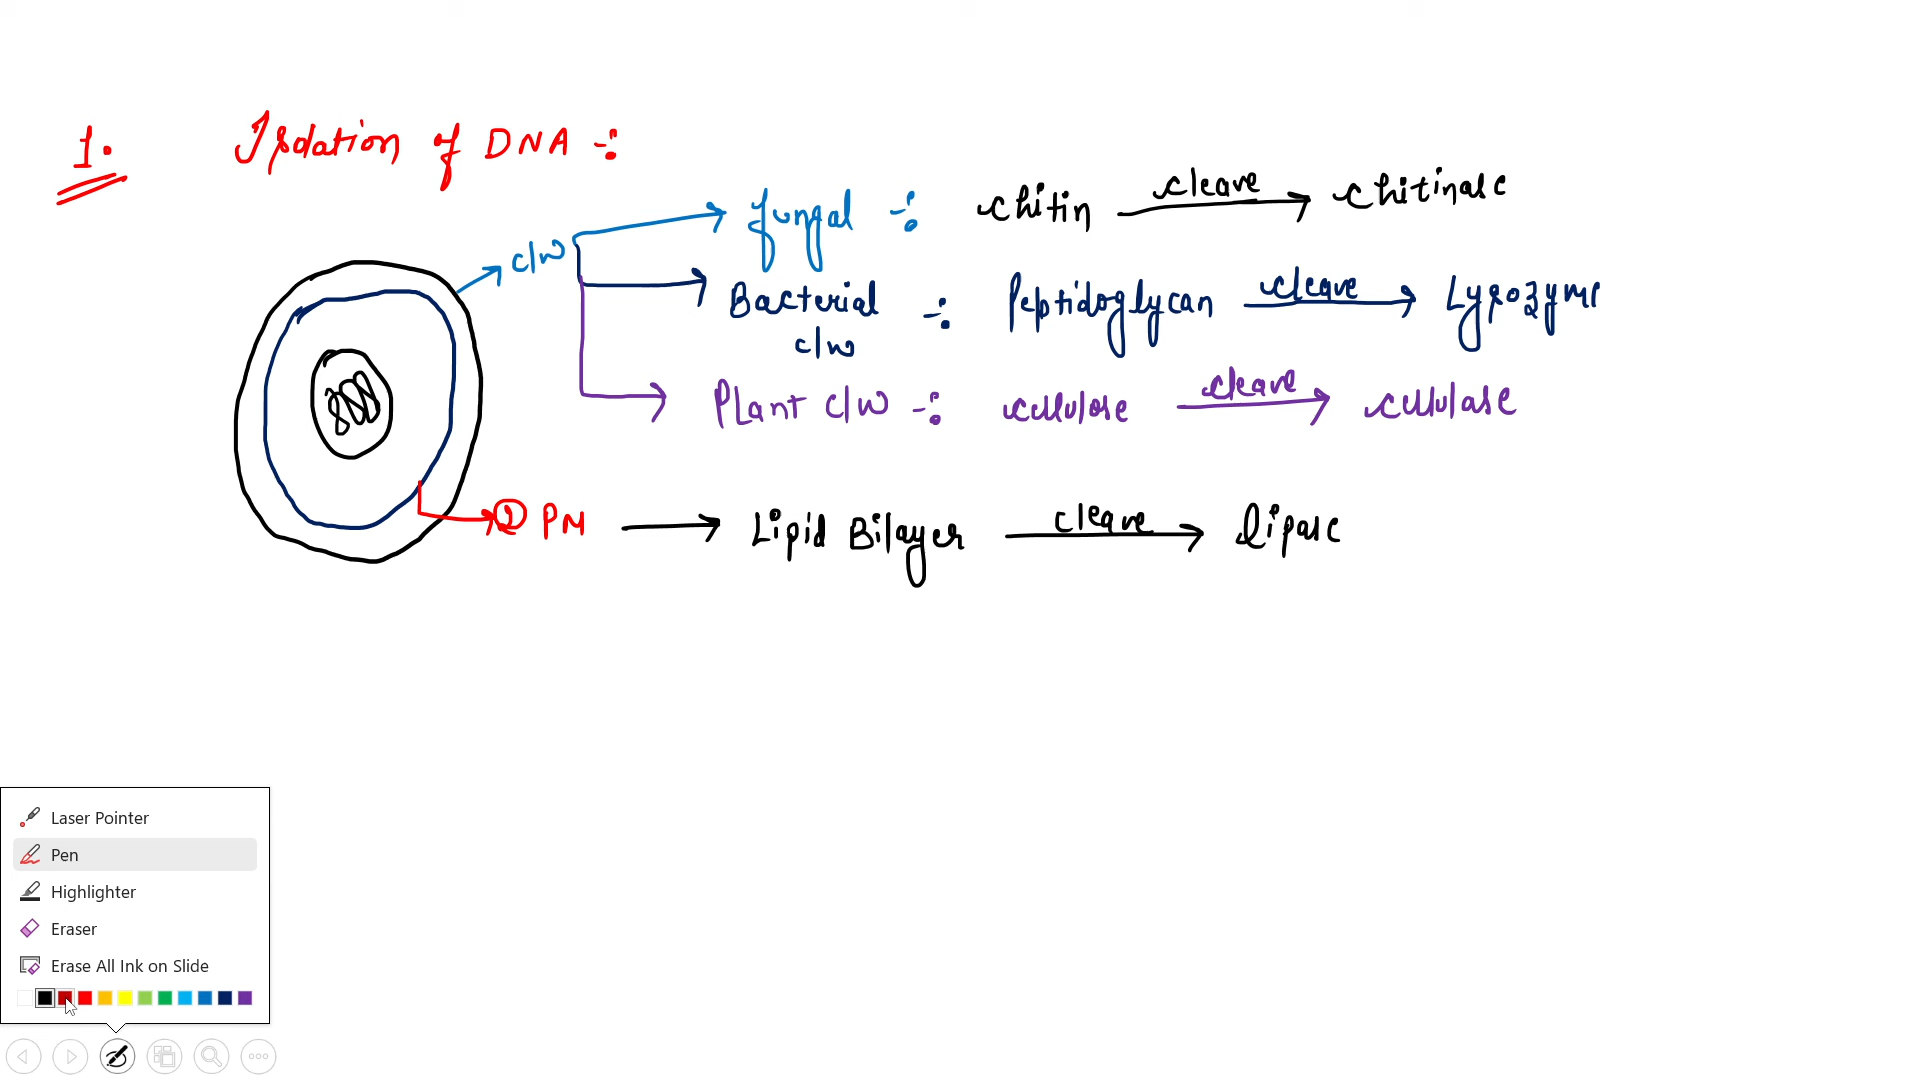 1. Isolation of DNA ÷
c/w
fungal ÷ chitin cleave chitinase
Bacterial c/w ÷ Peptidoglycan cleave Lysozyme
Plant c/w ÷ cellulose cleave cellulase
② PM Lipid Bilayer cleave lipase
Laser Pointer
Pen
Highlighter
Eraser
Erase All Ink on Slide